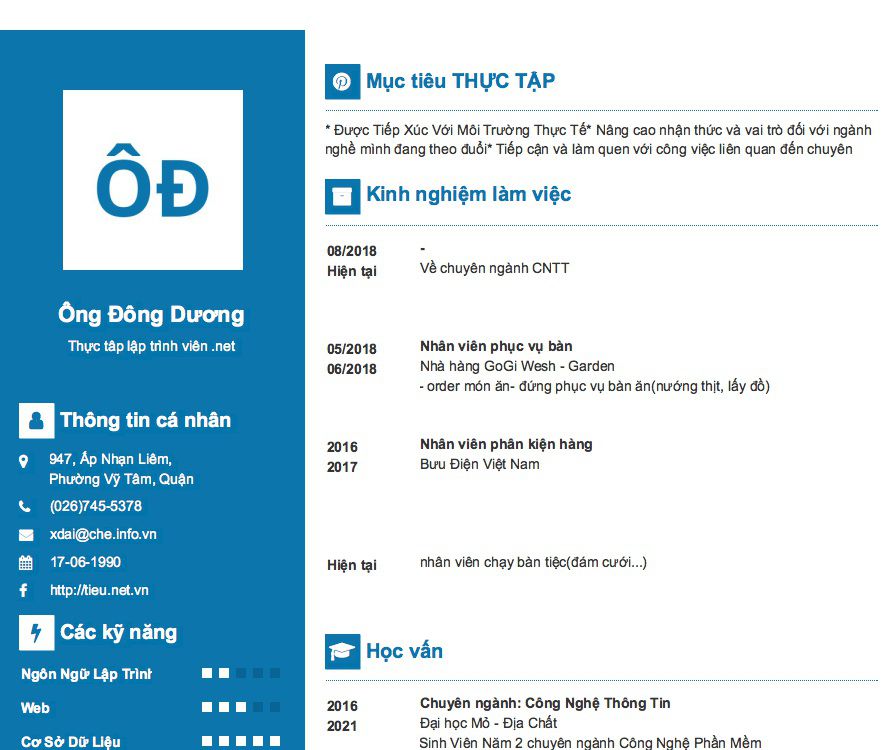 ÔĐ
Ông Đông Dương
Thực tâp lập trình viên .net
Thông tin cá nhân
947, Ấp Nhạn Liêm,
Phường Vỹ Tâm, Quận
(026)745-5378
xdai@che.info.vn
17-06-1990
http://tieu.net.vn
Các kỹ năng
Ngôn Ngữ Lập Trình
Web
Cơ Sở Dữ Liệu
Mục tiêu THỰC TẬP
* Được Tiếp Xúc Với Môi Trường Thực Tế* Nâng cao nhận thức và vai trò đối với ngành
nghề mình đang theo đuổi* Tiếp cận và làm quen với công việc liên quan đến chuyên
Kinh nghiệm làm việc
08/2018 -
Hiện tại Về chuyên ngành CNTT
05/2018 Nhân viên phục vụ bàn
06/2018 Nhà hàng GoGi Wesh - Garden
- order món ăn- đứng phục vụ bàn ăn(nướng thịt, lấy đồ)
2016 Nhân viên phân kiện hàng
2017 Bưu Điện Việt Nam
Hiện tại nhân viên chạy bàn tiệc(đám cưới...)
Học vấn
2016 Chuyên ngành: Công Nghệ Thông Tin
2021 Đại học Mỏ - Địa Chất
Sinh Viên Năm 2 chuyên ngành Công Nghệ Phần Mềm